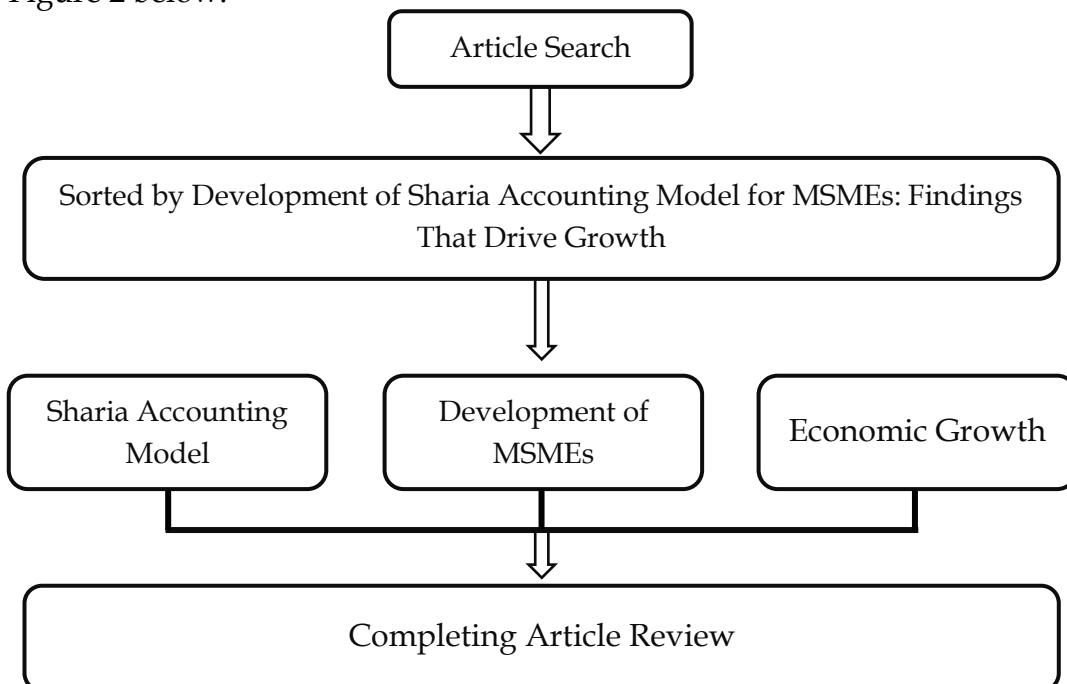 Figure 2 below.
Article Search
Sorted by Development of Sharia Accounting Model for MSMEs: Findings
That Drive Growth
Sharia Accounting
Model
Development of
MSMEs
Economic Growth
Completing Article Review